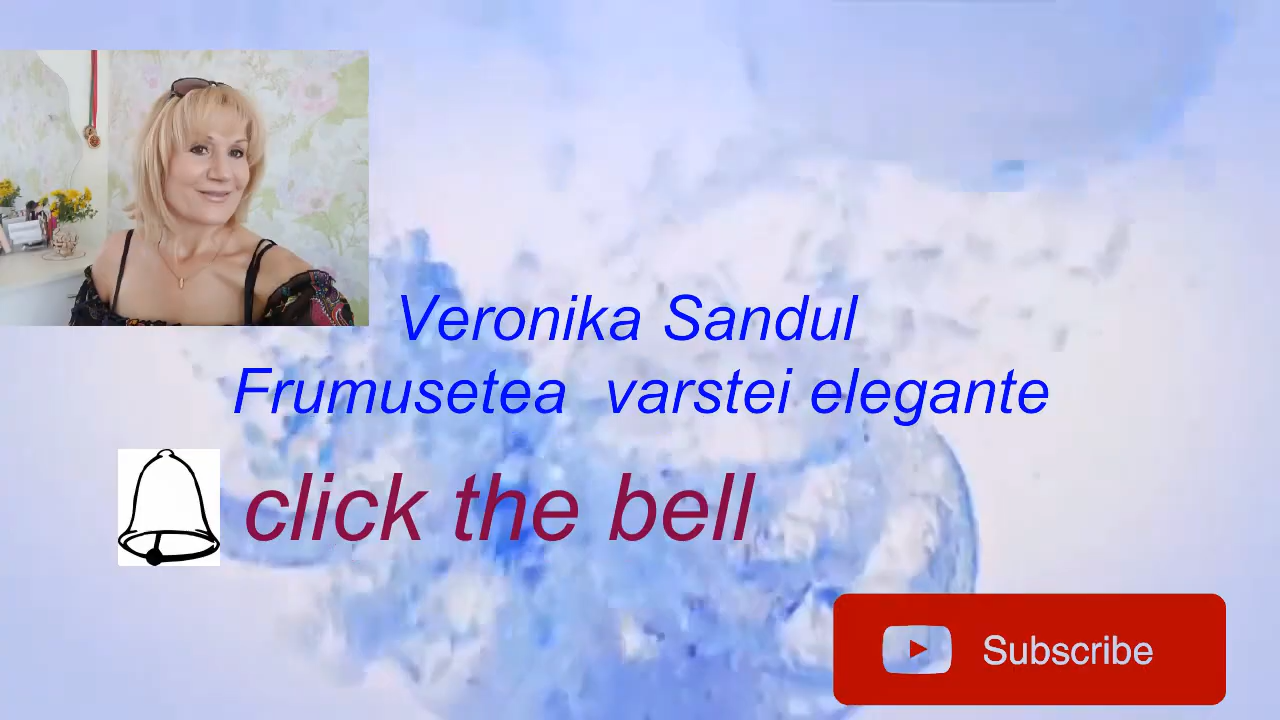 Veronika Sandul
Frumusetea varstei elegante
click the bell
Subscribe